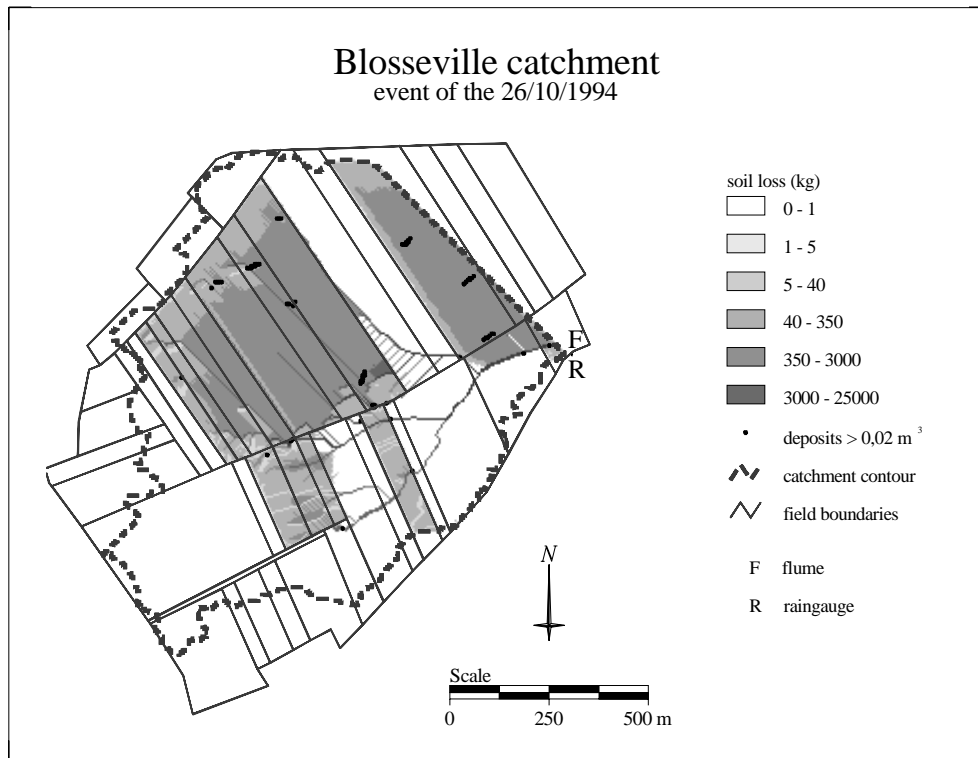 Blosseville catchment
event of the 26/10/1994
soil loss (kg)
0 - 1
1 - 5
5 - 40
40 - 350
350 - 3000
3000 - 25000
deposits > 0,02 m³
catchment contour
field boundaries
F flume
R raingauge
F
R
N
Scale
0 250 500 m